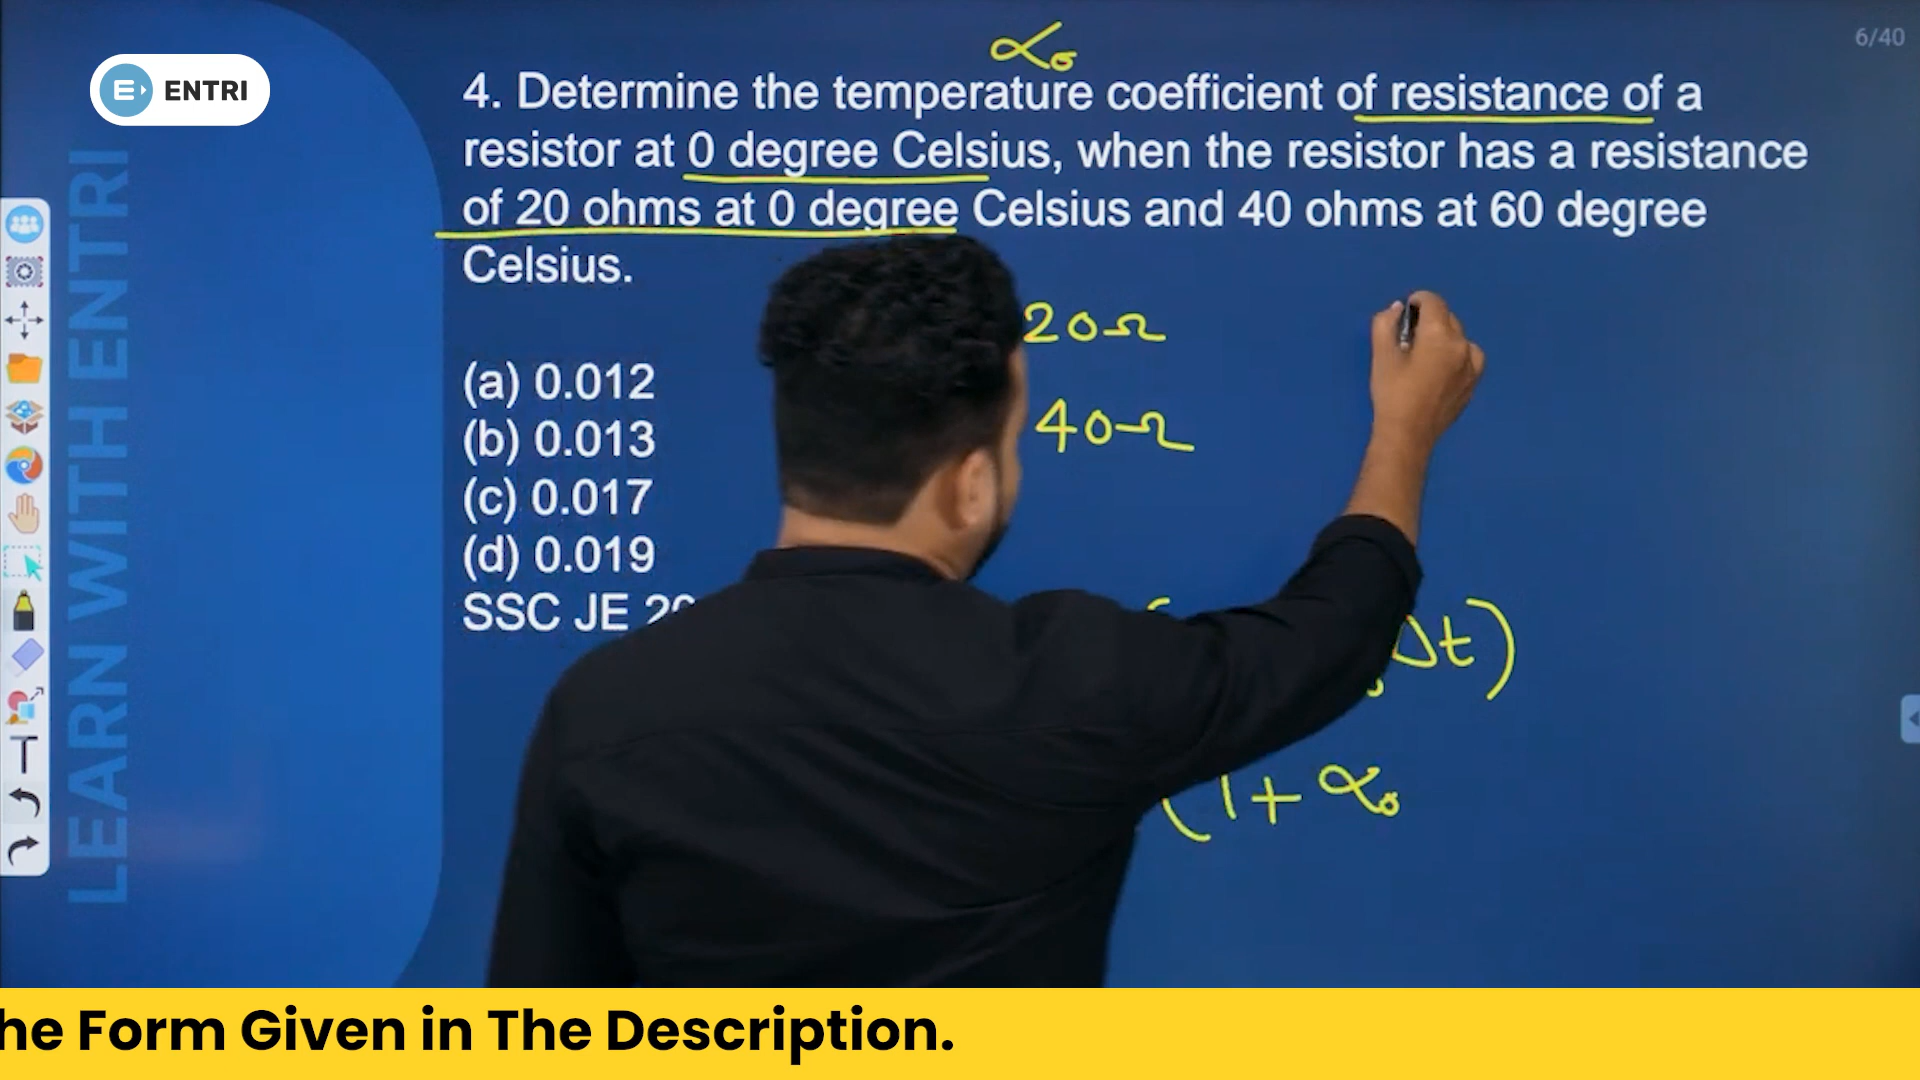 6/40
ENTRI
α₀
4. Determine the temperature coefficient of resistance of a
resistor at 0 degree Celsius, when the resistor has a resistance
of 20 ohms at 0 degree Celsius and 40 ohms at 60 degree
Celsius.
20Ω
40Ω
(a) 0.012
(b) 0.013
(c) 0.017
(d) 0.019
SSC JE
Δt)
(1+ α₀
LEARN WITH ENTRI
T
he Form Given in The Description.